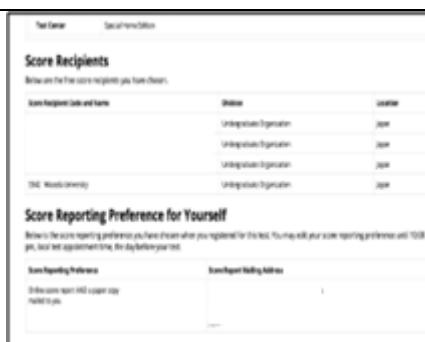 Test Center Special Home Edition
Score Recipients
Below are the free score recipients you have chosen.
Score Recipient Code and Name Division Location
Undergraduate Organization Japan
Undergraduate Organization Japan
Undergraduate Organization Japan
Waseda University Undergraduate Organization Japan
Score Reporting Preference for Yourself
Below is the score reporting preference you have chosen when you registered for this test. You may edit your score reporting preference until 10:00
pm, local test appointment time, the day before your test.
Score Reporting Preference Score Report Mailing Address
Online score report AND a paper copy
mailed to you